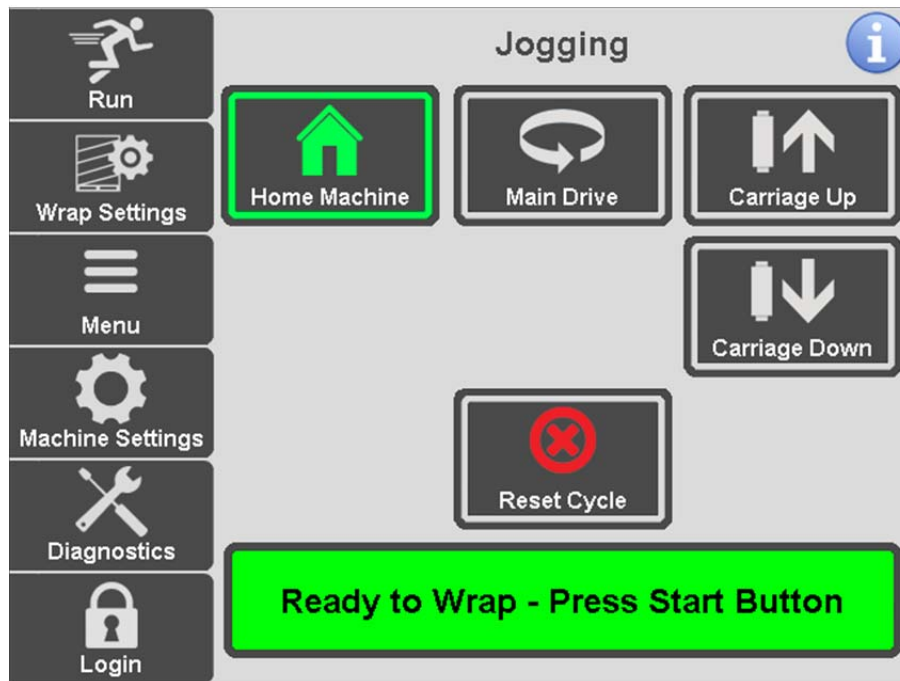 Run
Wrap Settings
Menu
Machine Settings
Diagnostics
Login
Jogging
i
Home Machine
Main Drive
Carriage Up
Carriage Down
Reset Cycle
Ready to Wrap - Press Start Button